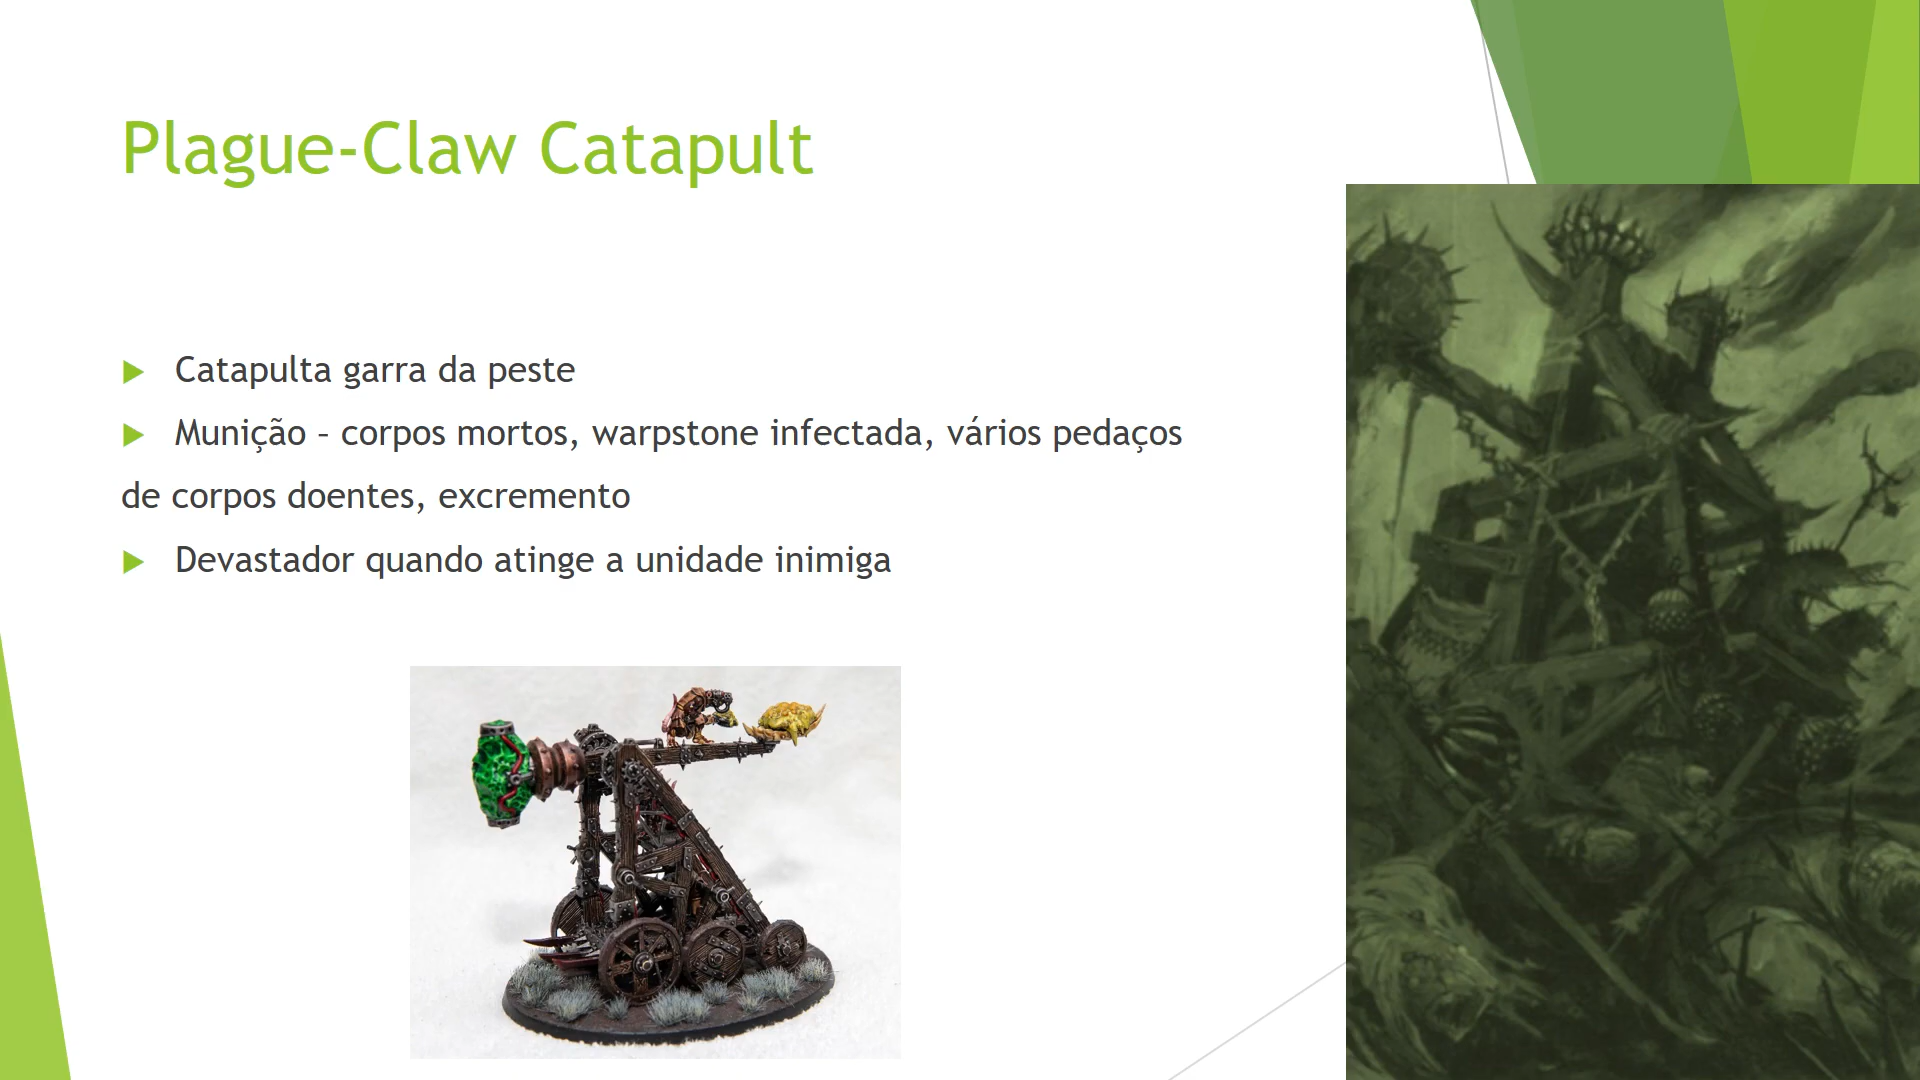 Plague-Claw Catapult
Catapulta garra da peste
Munição – corpos mortos, warpstone infectada, vários pedaços
de corpos doentes, excremento
Devastador quando atinge a unidade inimiga